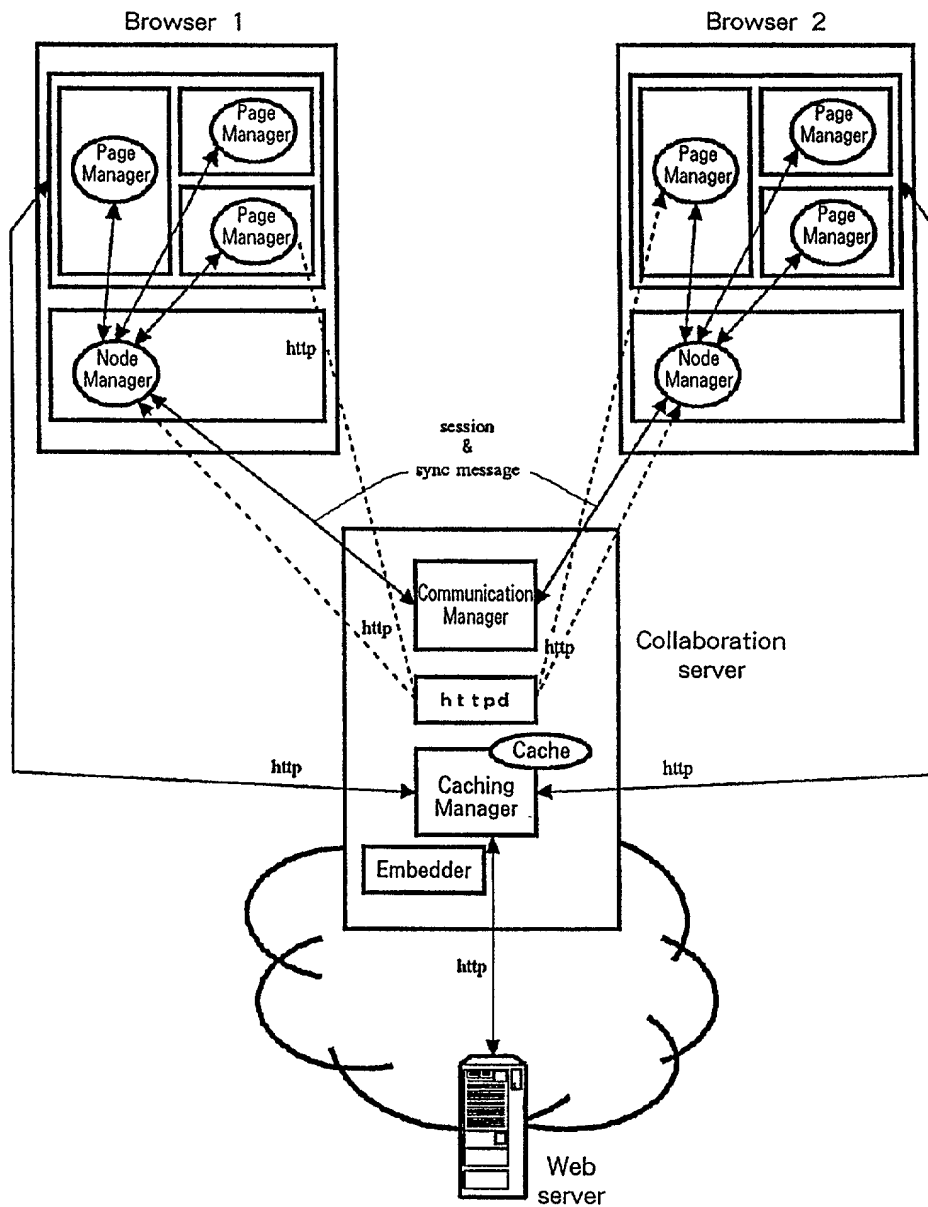 Browser 1
Browser 2
Page
Manager
Page
Manager
Page
Manager
Page
Manager
Page
Manager
Page
Manager
http
Node
Manager
Node
Manager
session
&
sync message
Communication
Manager
http
http
Collaboration
server
httpd
Cache
http
http
Caching
Manager
Embedder
http
Web
server